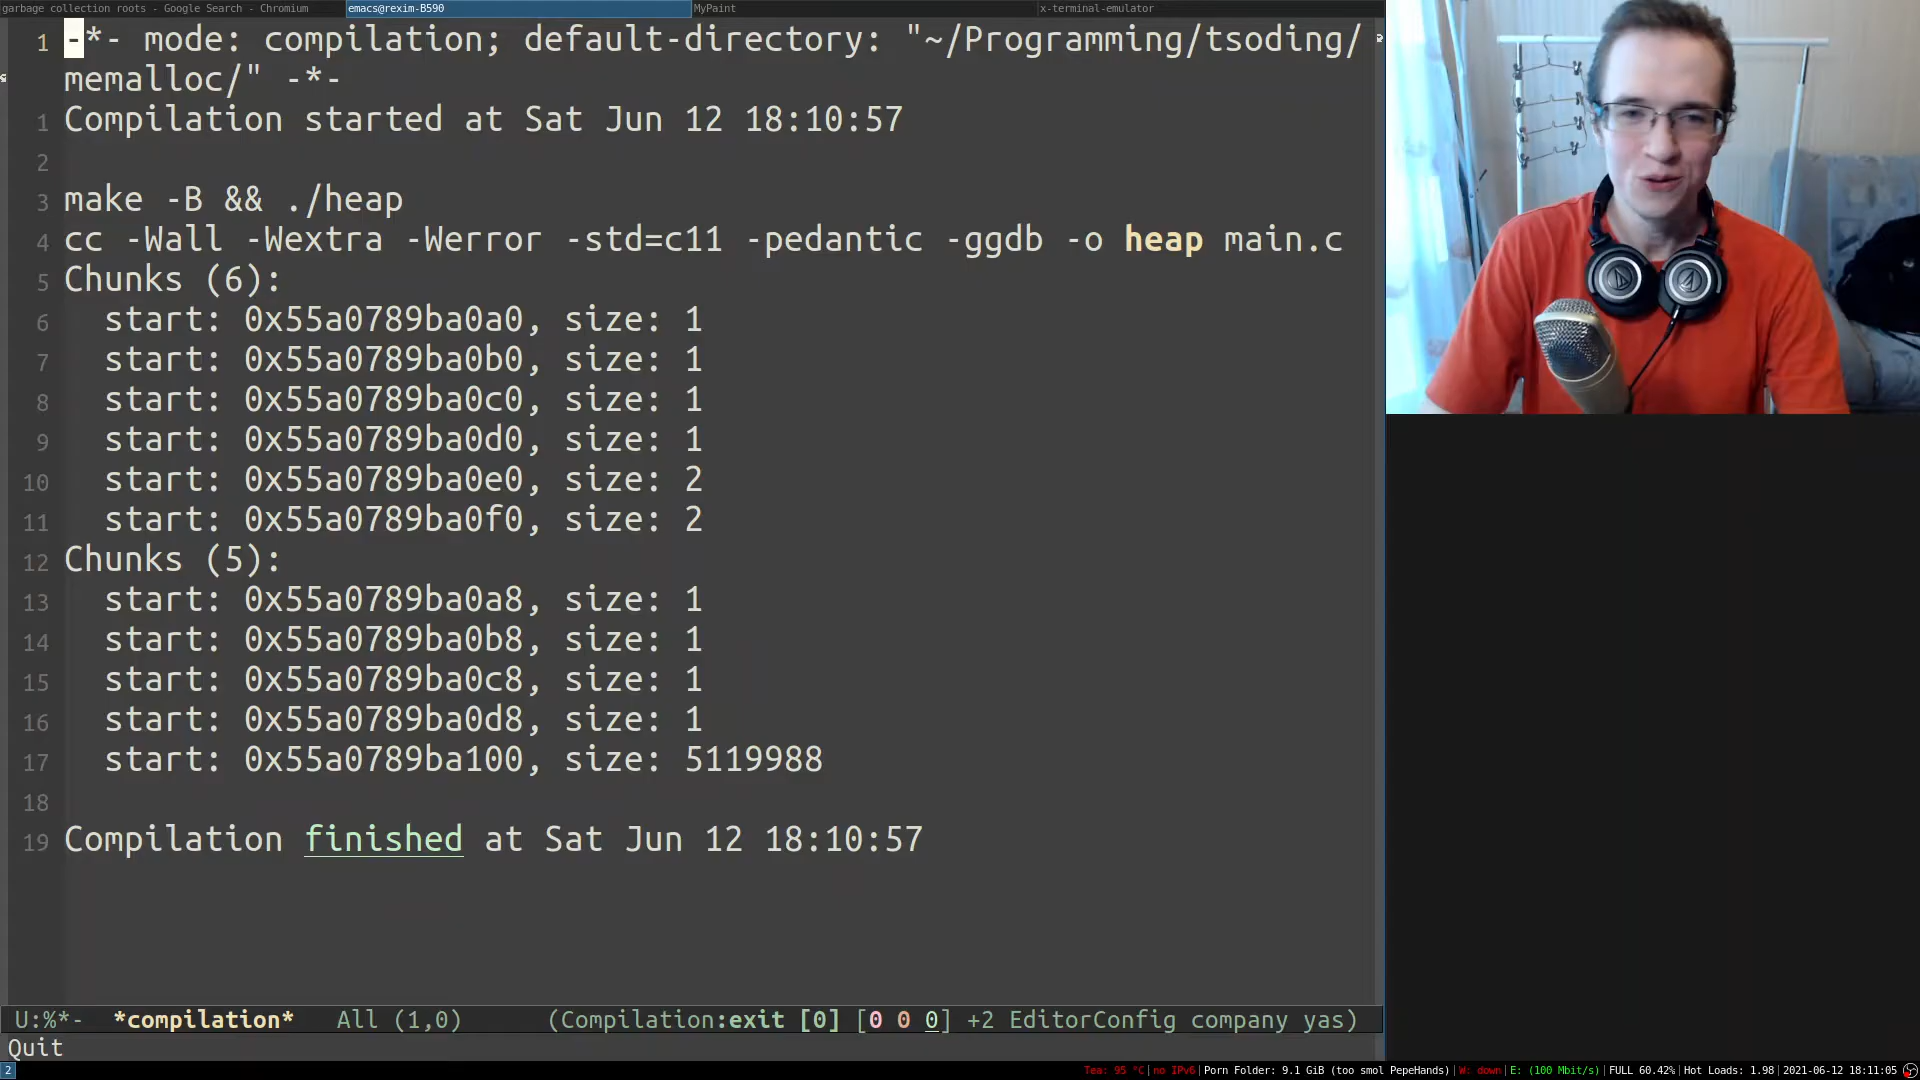 garbage collection roots - Google Search - Chromium
emacs@rexim-B590
MyPaint
x-terminal-emulator
1 -*- mode: compilation; default-directory: "~/Programming/tsoding/
memalloc/" -*-
1 Compilation started at Sat Jun 12 18:10:57
2
3 make -B && ./heap
4 cc -Wall -Wextra -Werror -std=c11 -pedantic -ggdb -o heap main.c
5 Chunks (6):
6 start: 0x55a0789ba0a0, size: 1
7 start: 0x55a0789ba0b0, size: 1
8 start: 0x55a0789ba0c0, size: 1
9 start: 0x55a0789ba0d0, size: 1
10 start: 0x55a0789ba0e0, size: 2
11 start: 0x55a0789ba0f0, size: 2
12 Chunks (5):
13 start: 0x55a0789ba0a8, size: 1
14 start: 0x55a0789ba0b8, size: 1
15 start: 0x55a0789ba0c8, size: 1
16 start: 0x55a0789ba0d8, size: 1
17 start: 0x55a0789ba100, size: 5119988
18
19 Compilation finished at Sat Jun 12 18:10:57
U:%*- *compilation* All (1,0) (Compilation:exit [0] [0 0 0] +2 EditorConfig company yas)
Quit
2
Tea: 95 °C|no IPv6|Porn Folder: 9.1 GiB (too smol PepeHands)|W: down|E: (100 Mbit/s)|FULL 60.42%|Hot Loads: 1.98|2021-06-12 18:11:05